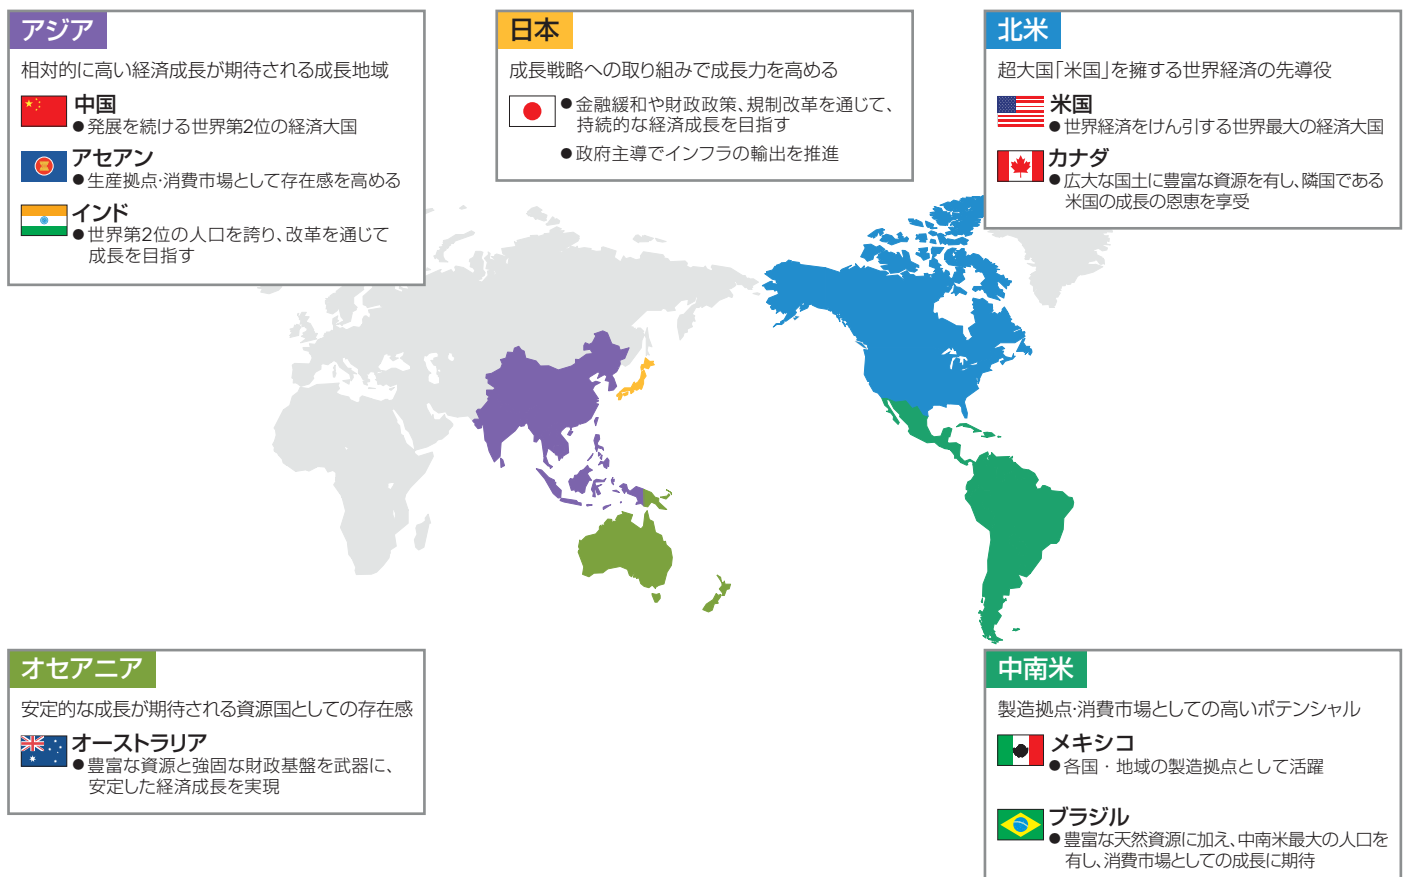 アジア
相対的に高い経済成長が期待される成長地域
中国
●発展を続ける世界第2位の経済大国
アセアン
●生産拠点・消費市場として存在感を高める
インド
●世界第2位の人口を誇り、改革を通じて
成長を目指す
日本
成長戦略への取り組みで成長力を高める
●金融緩和や財政政策、規制改革を通じて、
持続的な経済成長を目指す
●政府主導でインフラの輸出を推進
北米
超大国「米国」を擁する世界経済の先導役
米国
●世界経済をけん引する世界最大の経済大国
カナダ
●広大な国土に豊富な資源を有し、隣国である
米国の成長の恩恵を享受
オセアニア
安定的な成長が期待される資源国としての存在感
オーストラリア
●豊富な資源と強固な財政基盤を武器に、
安定した経済成長を実現
中南米
製造拠点・消費市場としての高いポテンシャル
メキシコ
●各国・地域の製造拠点として活躍
ブラジル
●豊富な天然資源に加え、中南米最大の人口を
有し、消費市場としての成長に期待